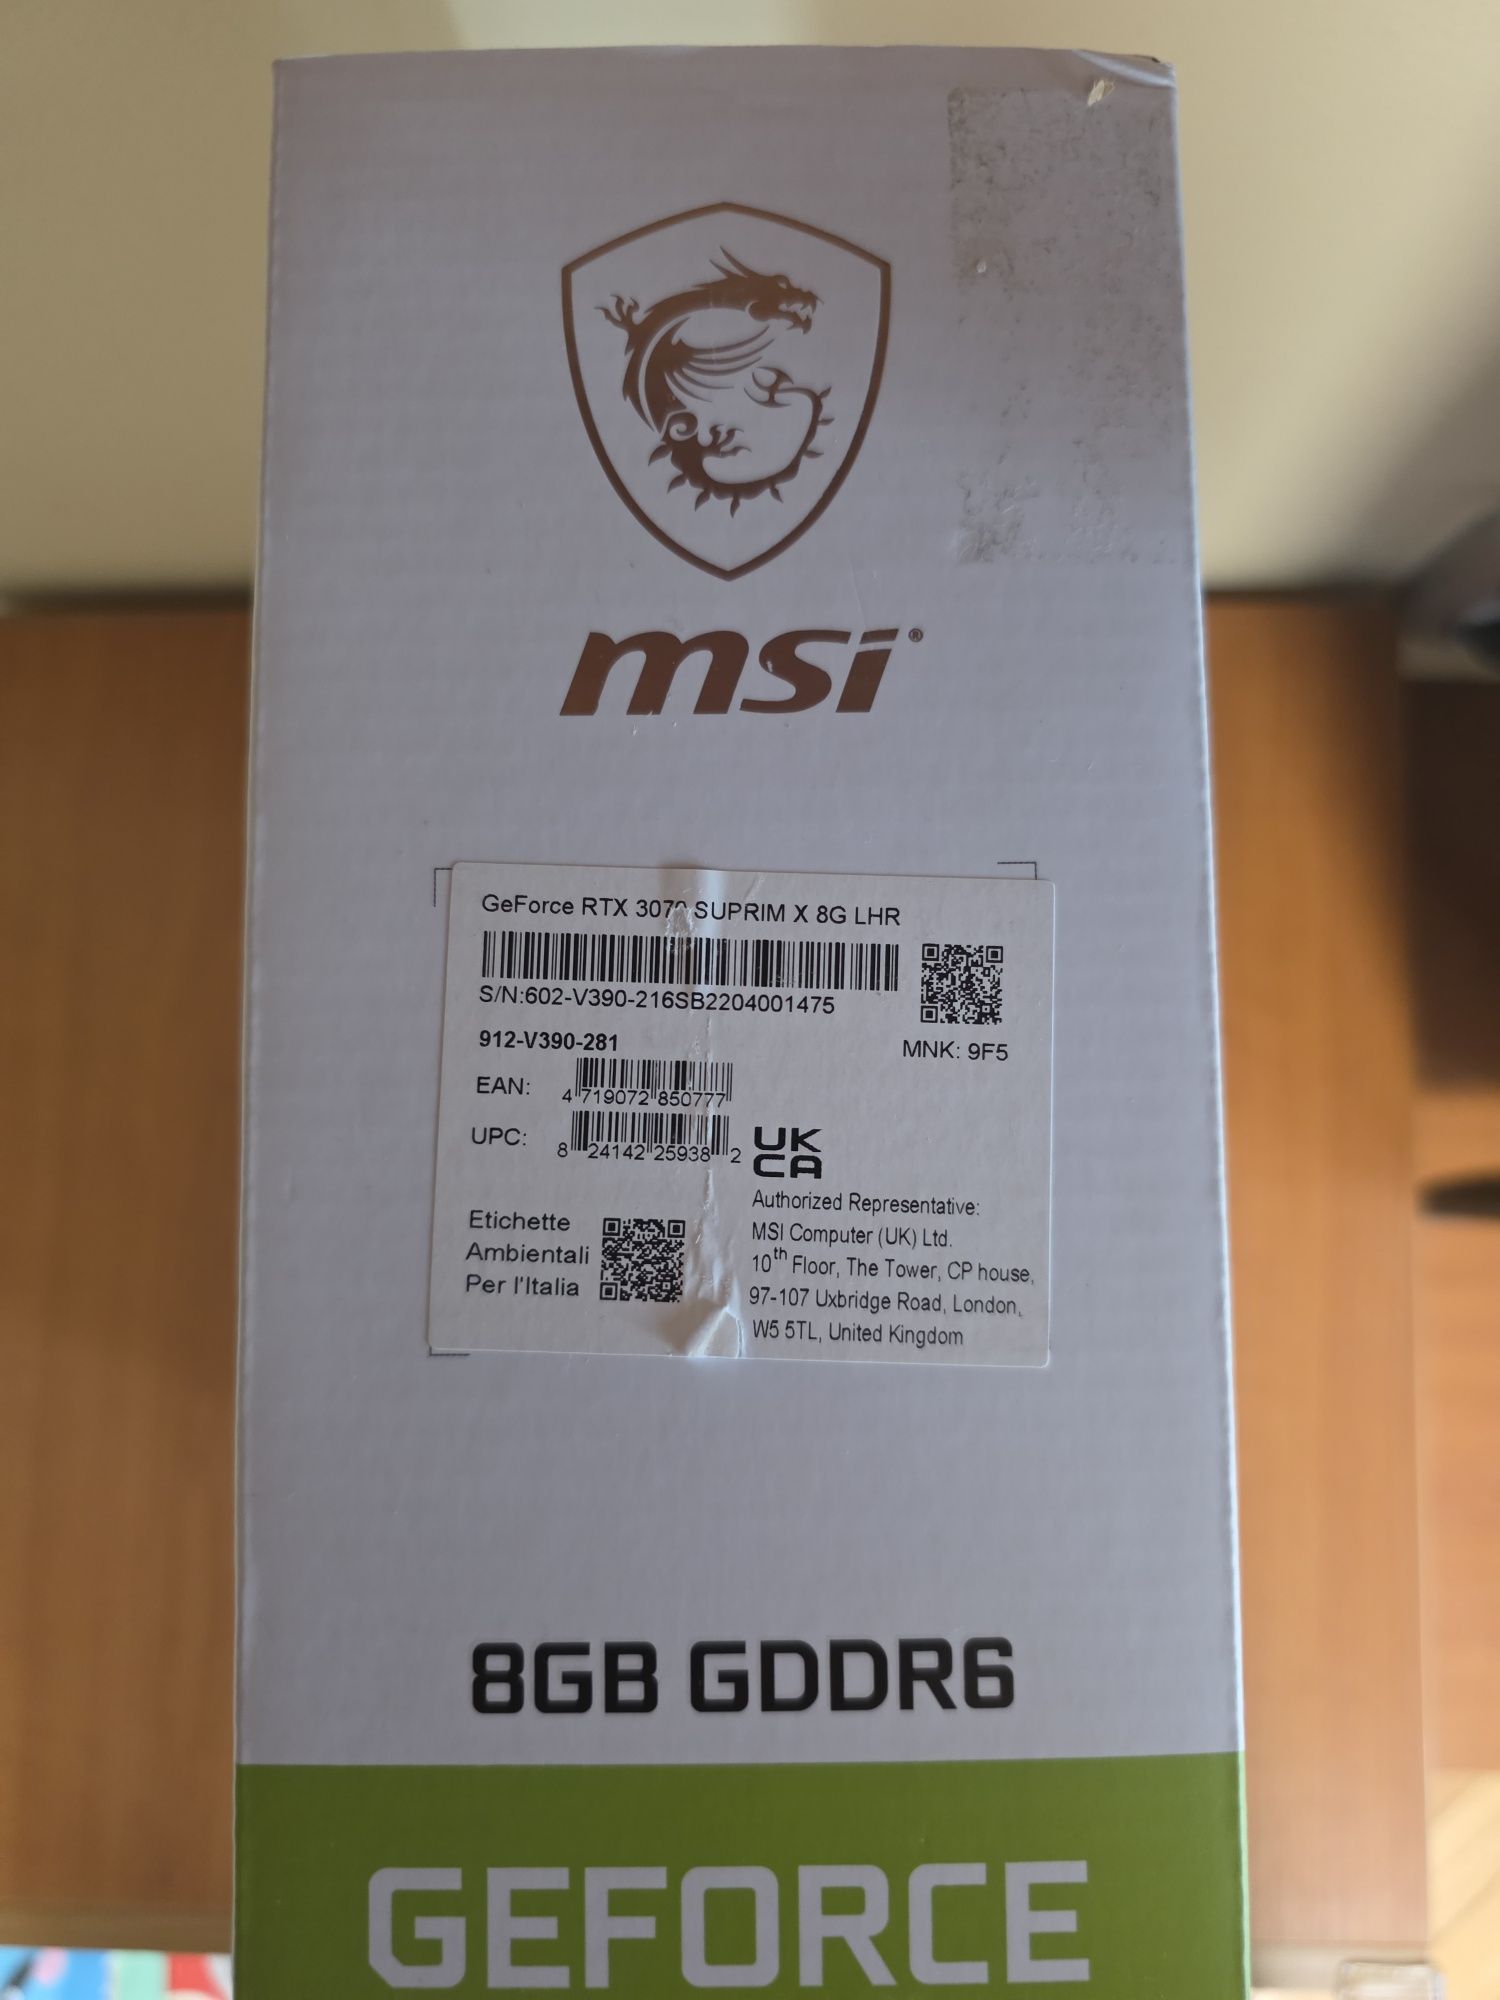 msi®
GeForce RTX 3070 SUPRIM X 8G LHR
S/N:602-V390-216SB2204001475
912-V390-281
MNK: 9F5
EAN:
4 719072 850777
UPC:
8 24142 25938 2
UK
CA
Etichette
Ambientali
Per l'Italia
Authorized Representative:
MSI Computer (UK) Ltd.
10th Floor, The Tower, CP house,
97-107 Uxbridge Road, London,
W5 5TL, United Kingdom
8GB GDDR6
GEFORCE